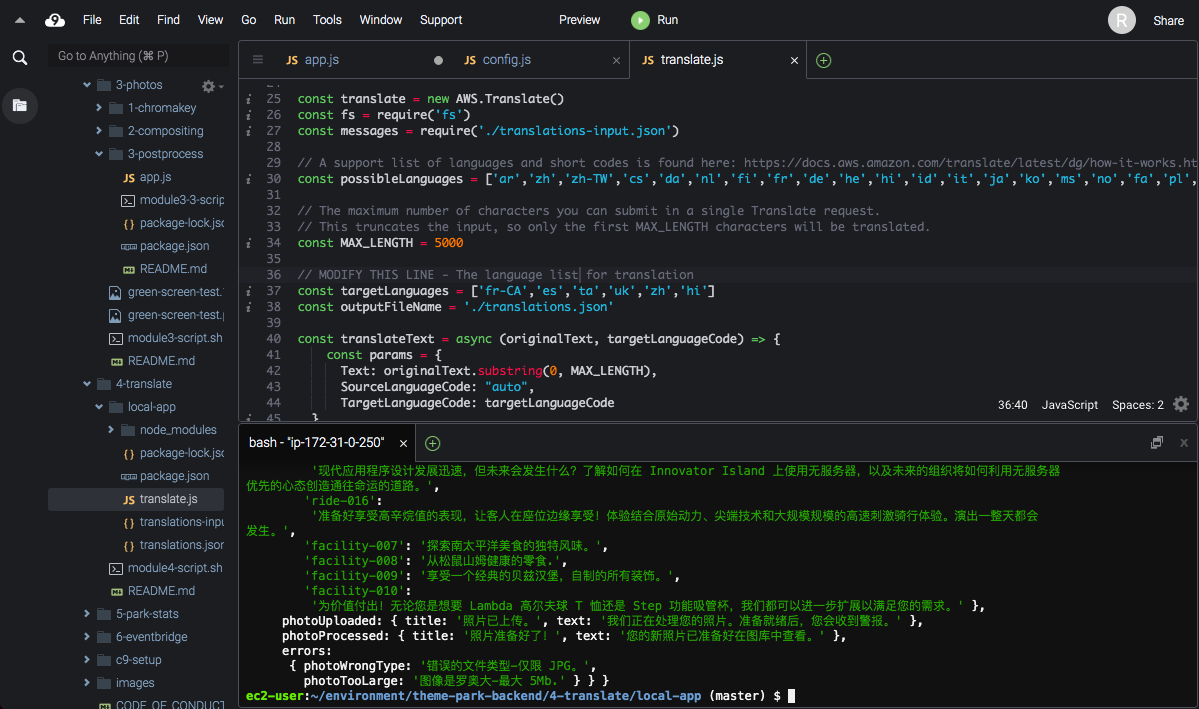 File Edit Find View Go Run Tools Window Support Preview Run R Share
Go to Anything (⌘ P)
3-photos
1-chromakey
2-compositing
3-postprocess
JS app.js
module3-3-scrip
{} package-lock.jsc
package.json
README.md
green-screen-test.
green-screen-test.p
module3-script.sh
README.md
4-translate
local-app
node_modules
{} package-lock.jsc
package.json
JS translate.js
{} translations-inpu
{} translations.jsor
module4-script.sh
README.md
5-park-stats
6-eventbridge
c9-setup
images
CODE_OF_CONDUCT
JS app.js
JS config.js ×
JS translate.js ×
25 const translate = new AWS.Translate()
26 const fs = require('fs')
27 const messages = require('./translations-input.json')
28
29 // A support list of languages and short codes is found here: https://docs.aws.amazon.com/translate/latest/dg/how-it-works.ht
30 const possibleLanguages = ['ar','zh','zh-TW','cs','da','nl','fi','fr','de','he','hi','id','it','ja','ko','ms','no','fa','pl',
31
32 // The maximum number of characters you can submit in a single Translate request.
33 // This truncates the input, so only the first MAX_LENGTH characters will be translated.
34 const MAX_LENGTH = 5000
35
36 // MODIFY THIS LINE - The language list for translation
37 const targetLanguages = ['fr-CA','es','ta','uk','zh','hi']
38 const outputFileName = './translations.json'
39
40 const translateText = async (originalText, targetLanguageCode) => {
41 const params = {
42 Text: originalText.substring(0, MAX_LENGTH),
43 SourceLanguageCode: "auto",
44 TargetLanguageCode: targetLanguageCode
45 }
36:40 JavaScript Spaces: 2
bash - "ip-172-31-0-250" ×
'现代应用程序设计发展迅速，但未来会发生什么？了解如何在 Innovator Island 上使用无服务器，以及未来的组织将如何利用无服务器
优先的心态创造通往命运的道路。',
'ride-016':
'准备好享受高辛烷值的表现，让客人在座位边缘享受！体验结合原始动力、尖端技术和大规模规模的高速刺激骑行体验。演出一整天都会
发生。',
'facility-007': '探索南太平洋美食的独特风味。',
'facility-008': '从松鼠山姆健康的零食.',
'facility-009': '享受一个经典的贝兹汉堡，自制的所有装饰。',
'facility-010':
'为价值付出！无论您是想要 Lambda 高尔夫球 T 恤还是 Step 功能吸管杯，我们都可以进一步扩展以满足您的需求。' },
photoUploaded: { title: '照片已上传。', text: '我们正在处理您的照片。准备就绪后，您会收到警报。' },
photoProcessed: { title: '照片准备好了！', text: '您的新照片已准备好在图库中查看。' },
errors:
{ photoWrongType: '错误的文件类型-仅限 JPG。',
photoTooLarge: '图像是罗奥大-最大 5Mb.' } } }
ec2-user:~/environment/theme-park-backend/4-translate/local-app (master) $